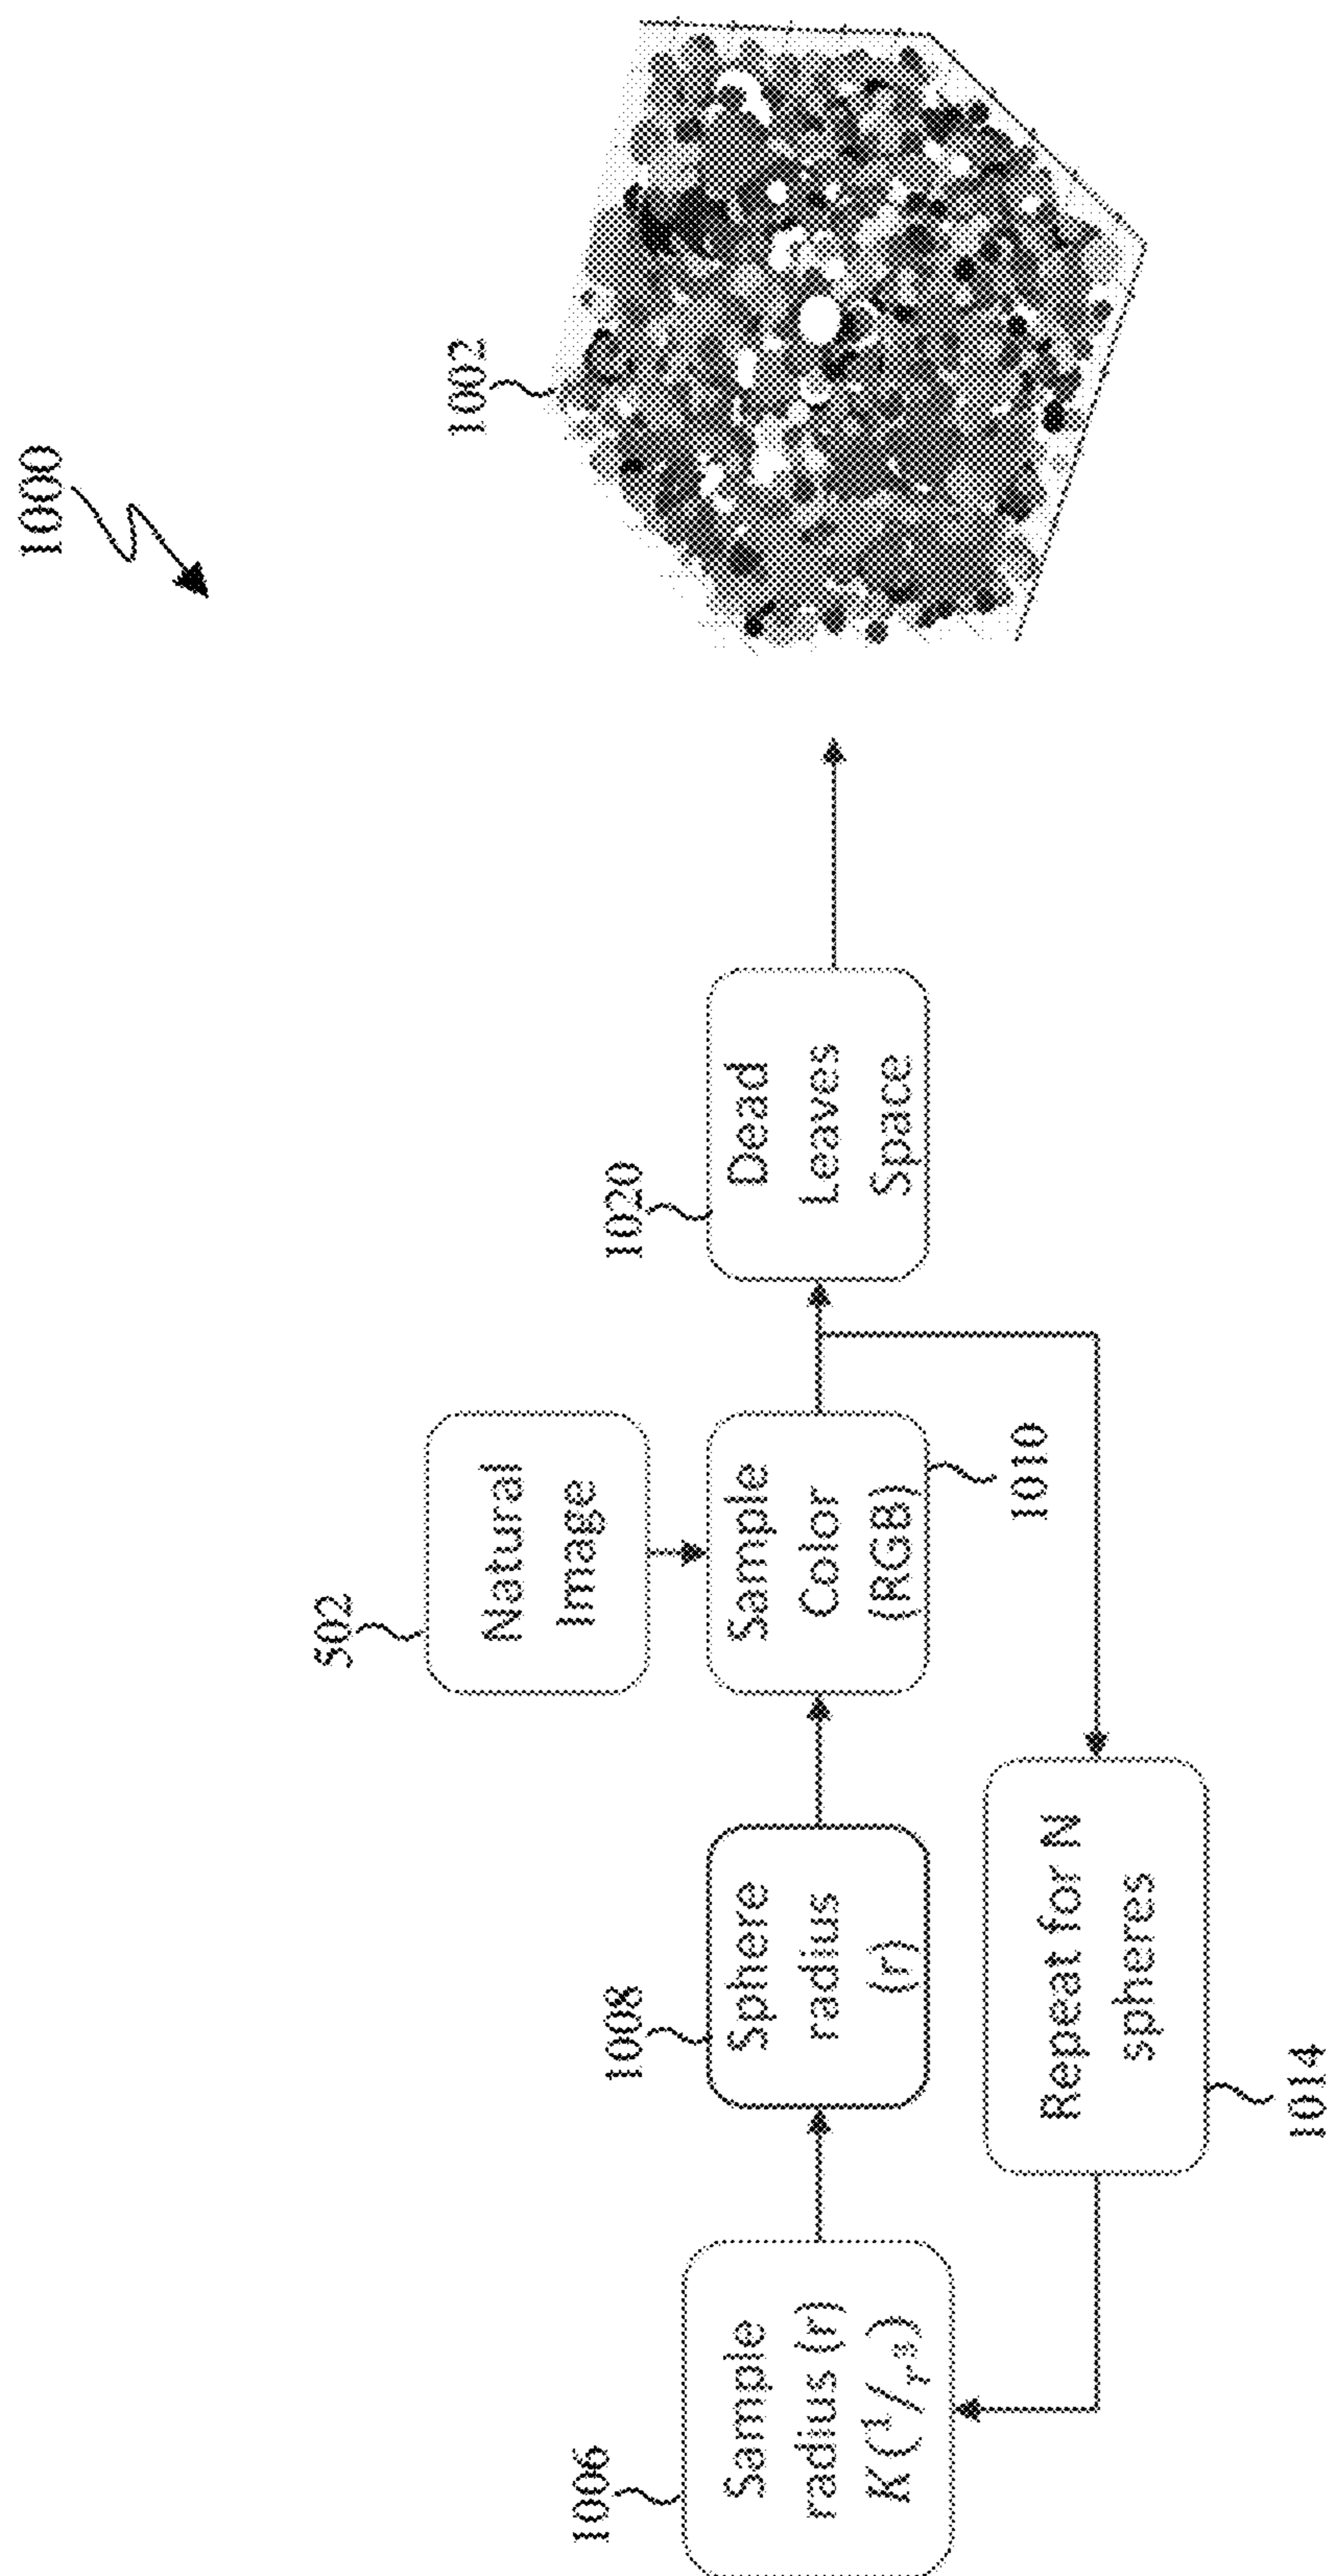 1000
1002
502
Natural
Image
1006
Sample
radius (r)
K(1/r³)
1008
Sphere
radius
(r)
Sample
Color
(RGB)
1010
1020
Dead
Leaves
Space
Repeat for N
spheres
1014